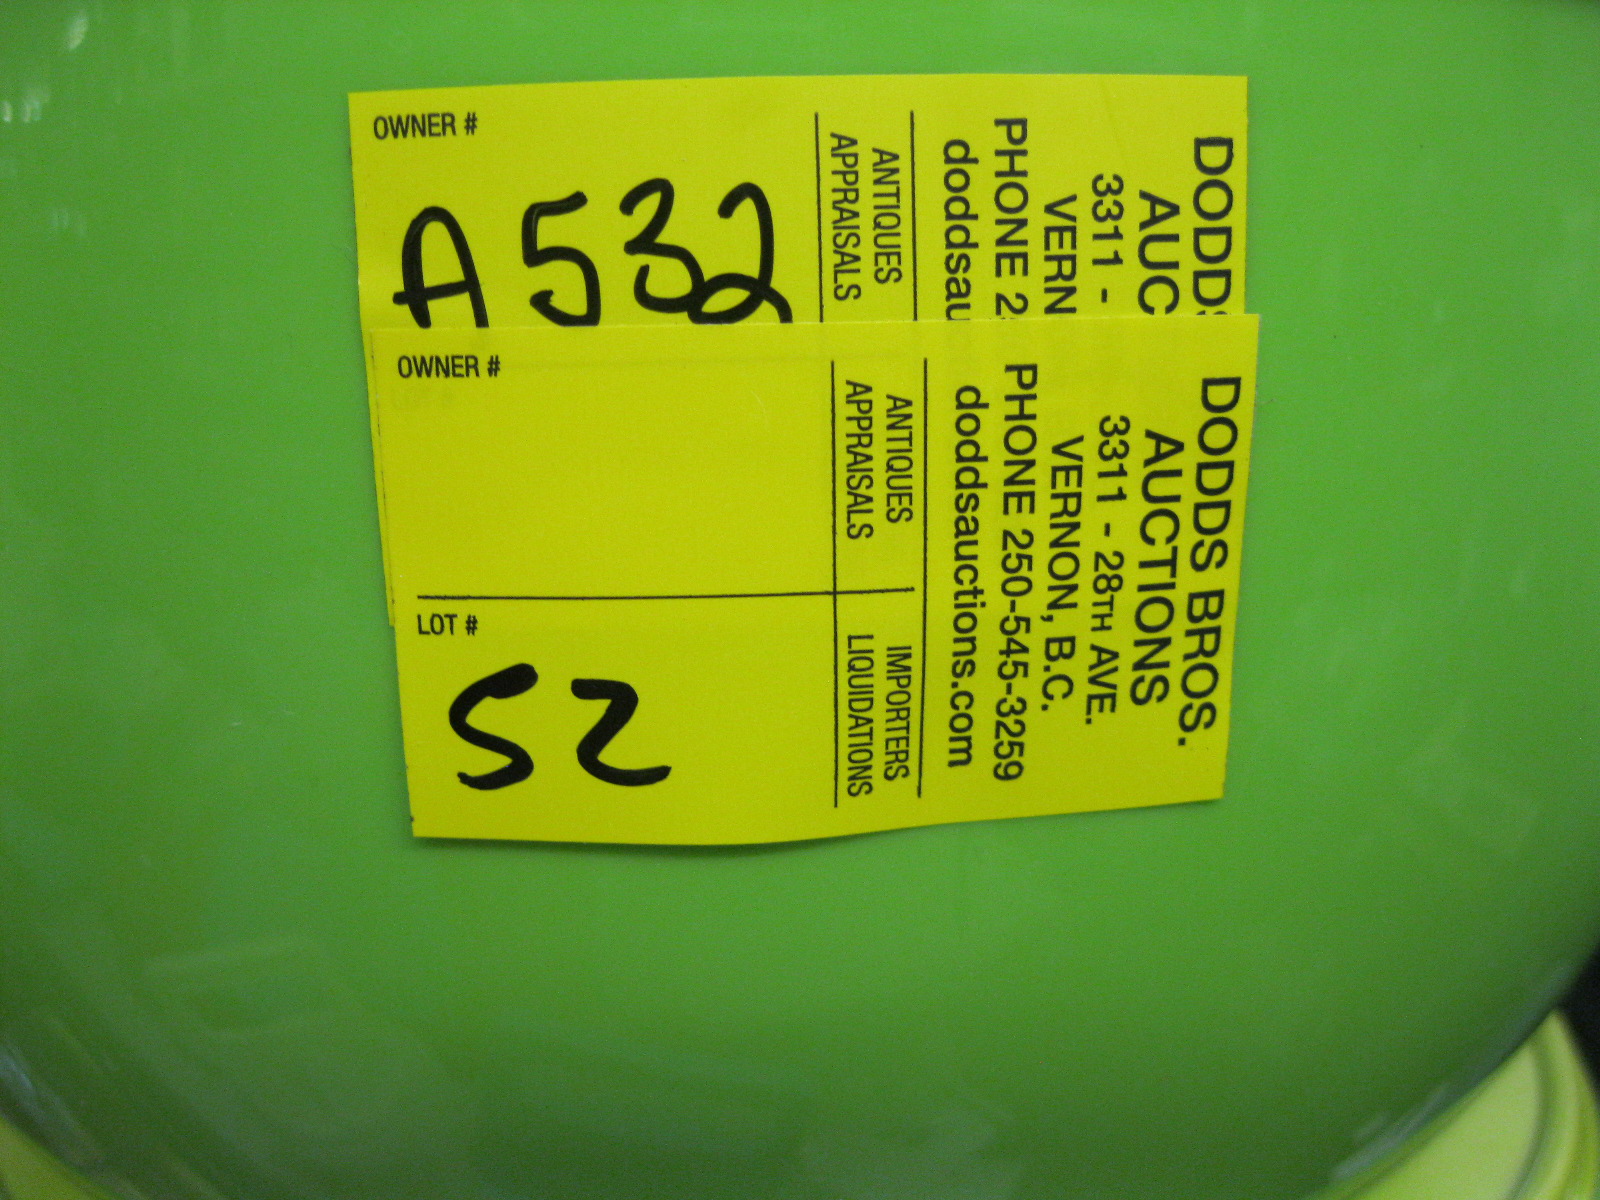 OWNER #
A532
ANTIQUES
APPRAISALS
DODDS
AUC
3311 -
VERN
PHONE 2
doddsau
OWNER #
ANTIQUES
APPRAISALS
IMPORTERS
LIQUIDATIONS
DODDS BROS.
AUCTIONS
3311 - 28TH AVE.
VERNON, B.C.
PHONE 250-545-3259
doddsauctions.com
LOT #
52